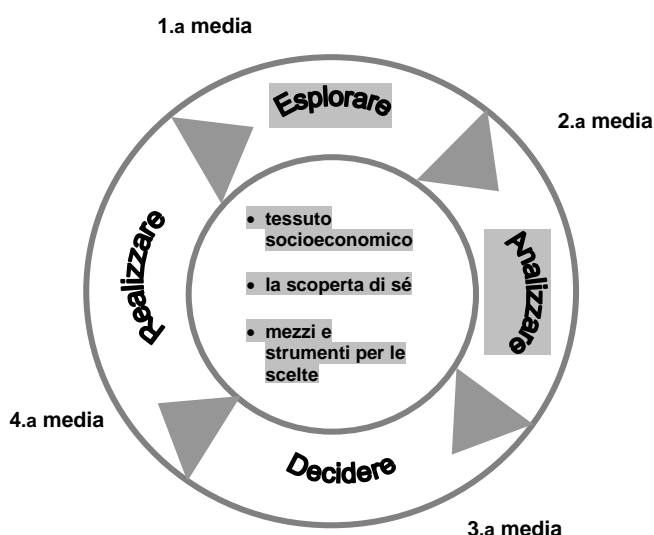 1.a media
Esplorare
2.a media
Realizzare
• tessuto
socioeconomico
• la scoperta di sé
• mezzi e
strumenti per le
scelte
Analizzare
4.a media
Decidere
3.a media